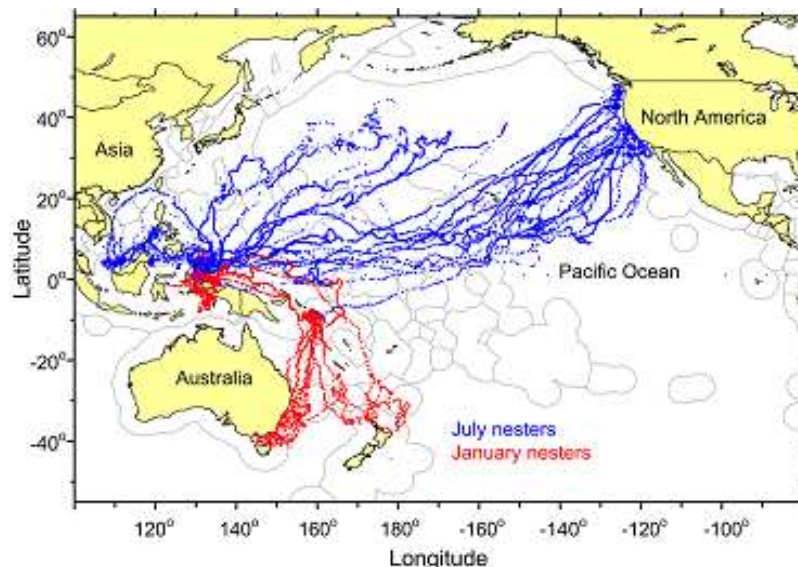 60°
40°
20°
0°
-20°
-40°
Latitude
Asia
North America
Pacific Ocean
Australia
July nesters
January nesters
120° 140° 160° 180° -160° -140° -120° -100°
Longitude